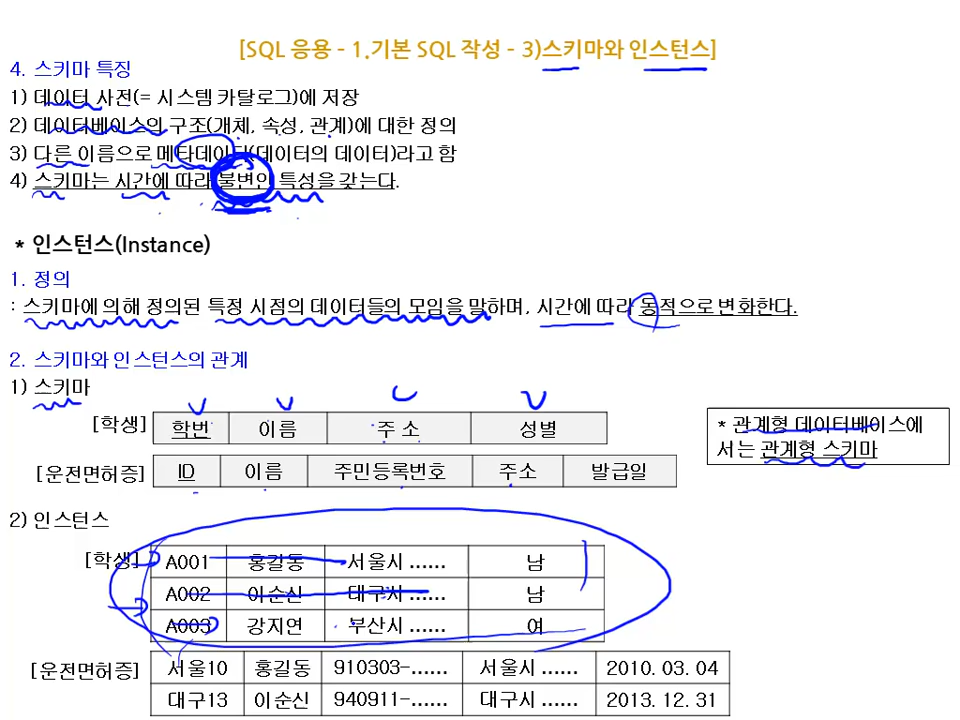 [SQL 응용 - 1.기본 SQL 작성 - 3)스키마와 인스턴스]
4. 스키마 특징
1) 데이터 사전(= 시스템 카탈로그)에 저장
2) 데이터베이스의 구조(개체, 속성, 관계)에 대한 정의
3) 다른 이름으로 메타데이터(데이터의 데이터)라고 함
4) 스키마는 시간에 따라 불변인 특성을 갖는다.
* 인스턴스(Instance)
1. 정의
: 스키마에 의해 정의된 특정 시점의 데이터들의 모임을 말하며, 시간에 따라 동적으로 변화한다.
2. 스키마와 인스턴스의 관계
1) 스키마
[학생] 학번 이름 주 소 성별
* 관계형 데이터베이스에
서는 관계형 스키마
[운전면허증] ID 이름 주민등록번호 주소 발급일
2) 인스턴스
[학생] A001 홍길동 서울시 ...... 남
A002 이순신 대구시 ...... 남
A003 강지연 부산시 ...... 여
[운전면허증] 서울10 홍길동 910303-...... 서울시 ...... 2010. 03. 04
대구13 이순신 940911-...... 대구시 ...... 2013. 12. 31